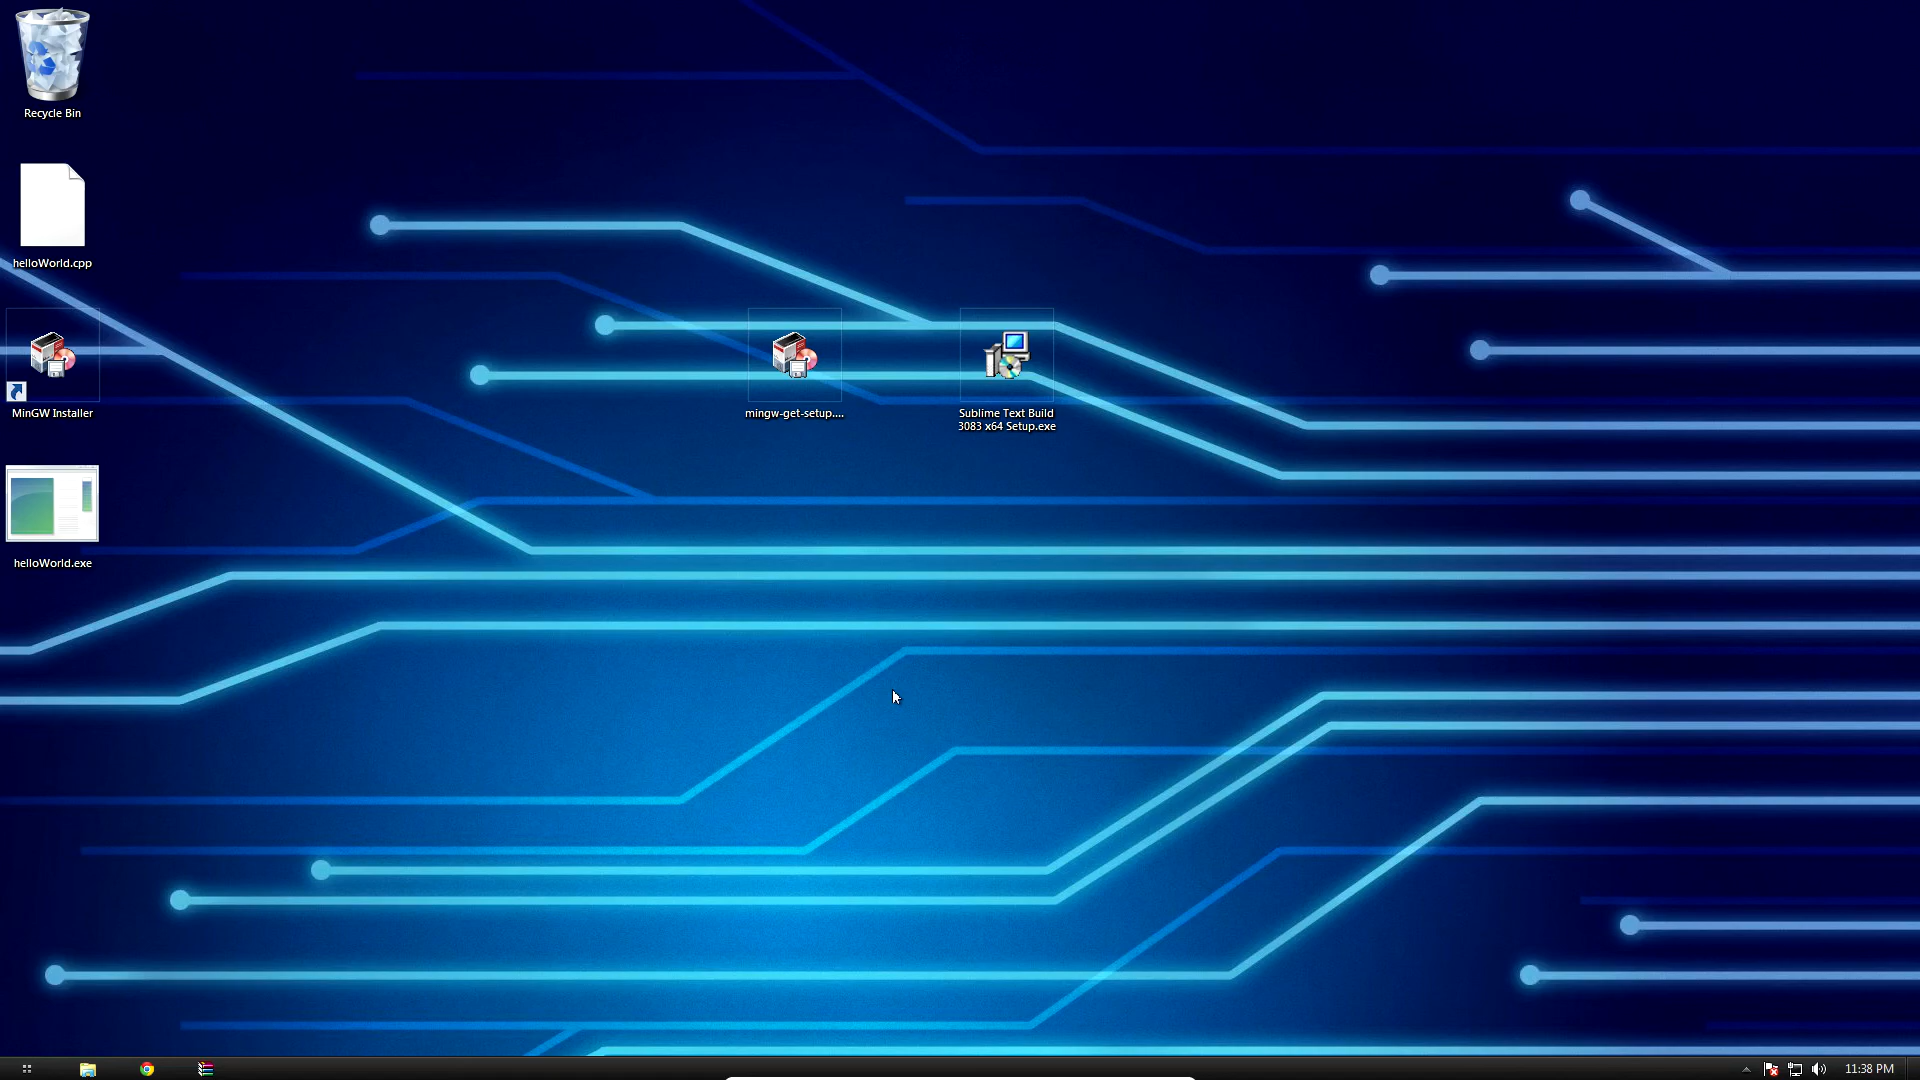 Recycle Bin
helloWorld.cpp
MinGW Installer
mingw-get-setup....
Sublime Text Build
3083 x64 Setup.exe
helloWorld.exe
11:38 PM